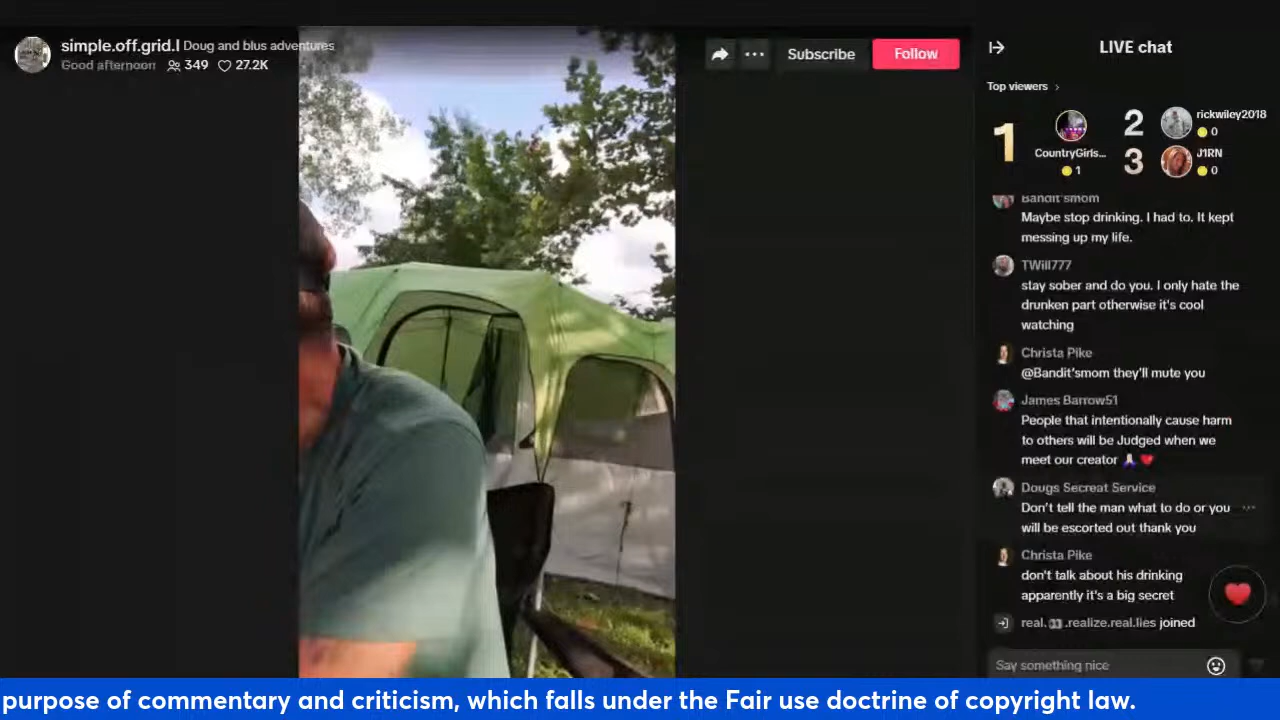 simple.off.grid.l Doug and blus adventures
Good afternoon 349 27.2K
Subscribe
Follow
LIVE chat
Top viewers
1
CountryGirls...
1
2
rickwiley2018
0
3
J1RN
0
Bandit'smom
Maybe stop drinking. I had to. It kept
messing up my life.
TWill777
stay sober and do you. I only hate the
drunken part otherwise it's cool
watching
Christa Pike
@Bandit'smom they'll mute you
James Barrow51
People that intentionally cause harm
to others will be Judged when we
meet our creator 🙏🏻❤️
Dougs Secreat Service
Don't tell the man what to do or you
will be escorted out thank you
Christa Pike
don't talk about his drinking
apparently it's a big secret
real.👀.realize.real.lies joined
Say something nice
purpose of commentary and criticism, which falls under the Fair use doctrine of copyright law.